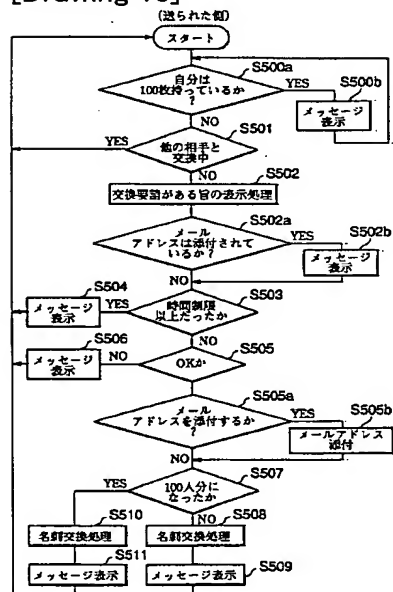 [Drawing 10]
(送られた側)
スタート
S500a
自分は
100枚持っているか
?
YES
S500b
メッセージ
表示
NO
S501
YES
他の相手と
交換中
NO
S502
交換要請がある旨の表示処理
S502a
メール
アドレスは添付されて
いるか?
YES
S502b
メッセージ
表示
NO
S504
メッセージ
表示
YES
S503
時間制限
以上だったか
NO
S506
メッセージ
表示
NO
S505
OKか
S505a
メール
アドレスを添付するか
?
YES
S505b
メールアドレス
添付
NO
S507
YES
100人分に
なったか
S510
名刺交換処理
NO
S508
名刺交換処理
S511
メッセージ表示
メッセージ表示
S509